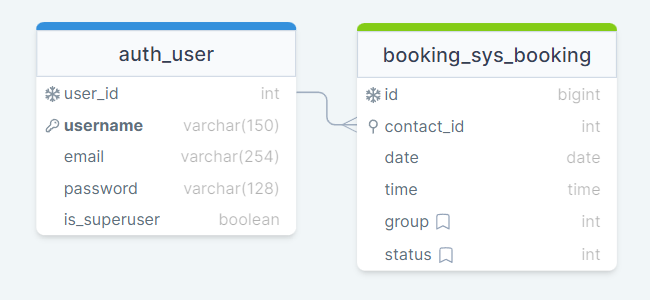 auth_user
user_id int
username varchar(150)
email varchar(254)
password varchar(128)
is_superuser boolean
booking_sys_booking
id bigint
contact_id int
date date
time time
group int
status int